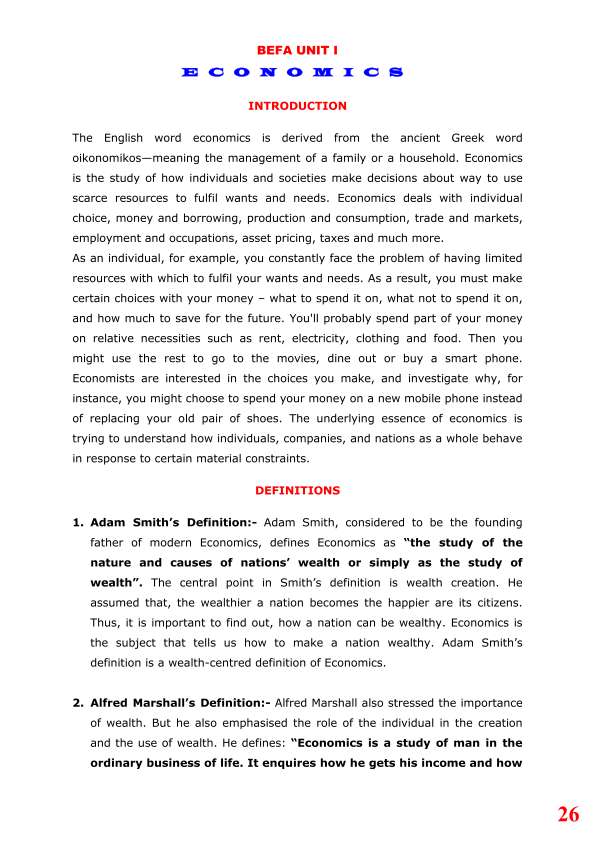 BEFA UNIT I
E C O N O M I C S
INTRODUCTION
The English word economics is derived from the ancient Greek word
oikonomikos—meaning the management of a family or a household. Economics
is the study of how individuals and societies make decisions about way to use
scarce resources to fulfil wants and needs. Economics deals with individual
choice, money and borrowing, production and consumption, trade and markets,
employment and occupations, asset pricing, taxes and much more.
As an individual, for example, you constantly face the problem of having limited
resources with which to fulfil your wants and needs. As a result, you must make
certain choices with your money – what to spend it on, what not to spend it on,
and how much to save for the future. You'll probably spend part of your money
on relative necessities such as rent, electricity, clothing and food. Then you
might use the rest to go to the movies, dine out or buy a smart phone.
Economists are interested in the choices you make, and investigate why, for
instance, you might choose to spend your money on a new mobile phone instead
of replacing your old pair of shoes. The underlying essence of economics is
trying to understand how individuals, companies, and nations as a whole behave
in response to certain material constraints.
DEFINITIONS
1. Adam Smith’s Definition:- Adam Smith, considered to be the founding
father of modern Economics, defines Economics as “the study of the
nature and causes of nations’ wealth or simply as the study of
wealth”. The central point in Smith’s definition is wealth creation. He
assumed that, the wealthier a nation becomes the happier are its citizens.
Thus, it is important to find out, how a nation can be wealthy. Economics is
the subject that tells us how to make a nation wealthy. Adam Smith’s
definition is a wealth-centred definition of Economics.
2. Alfred Marshall’s Definition:- Alfred Marshall also stressed the importance
of wealth. But he also emphasised the role of the individual in the creation
and the use of wealth. He defines: “Economics is a study of man in the
ordinary business of life. It enquires how he gets his income and how
26